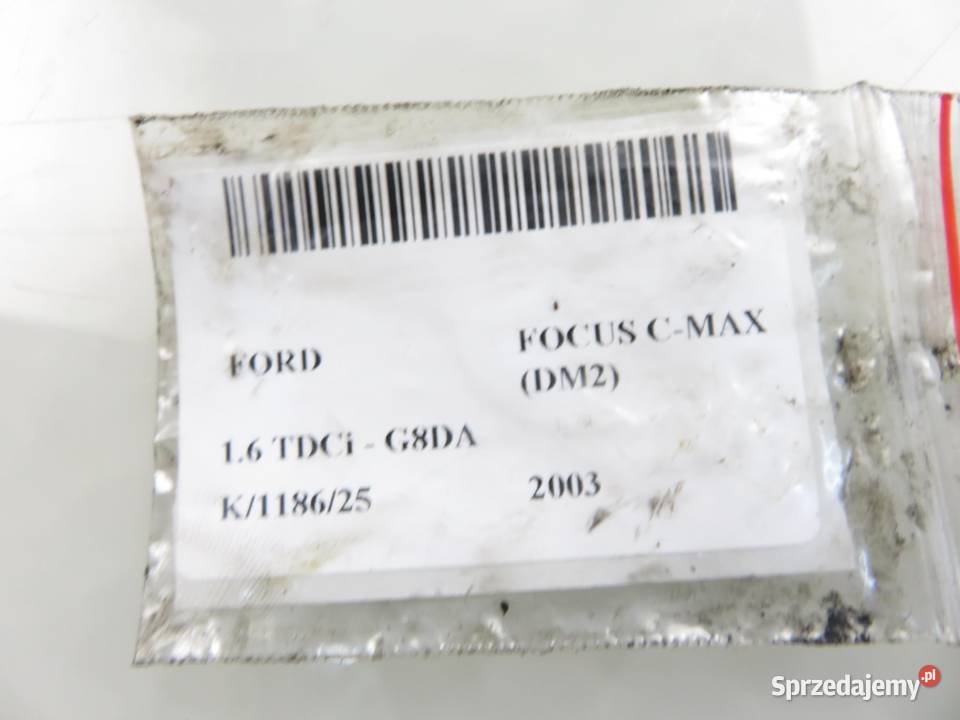 FORD
FOCUS C-MAX
(DM2)
1.6 TDCi - G8DA
K/1186/25
2003
Sprzedajemy.pl